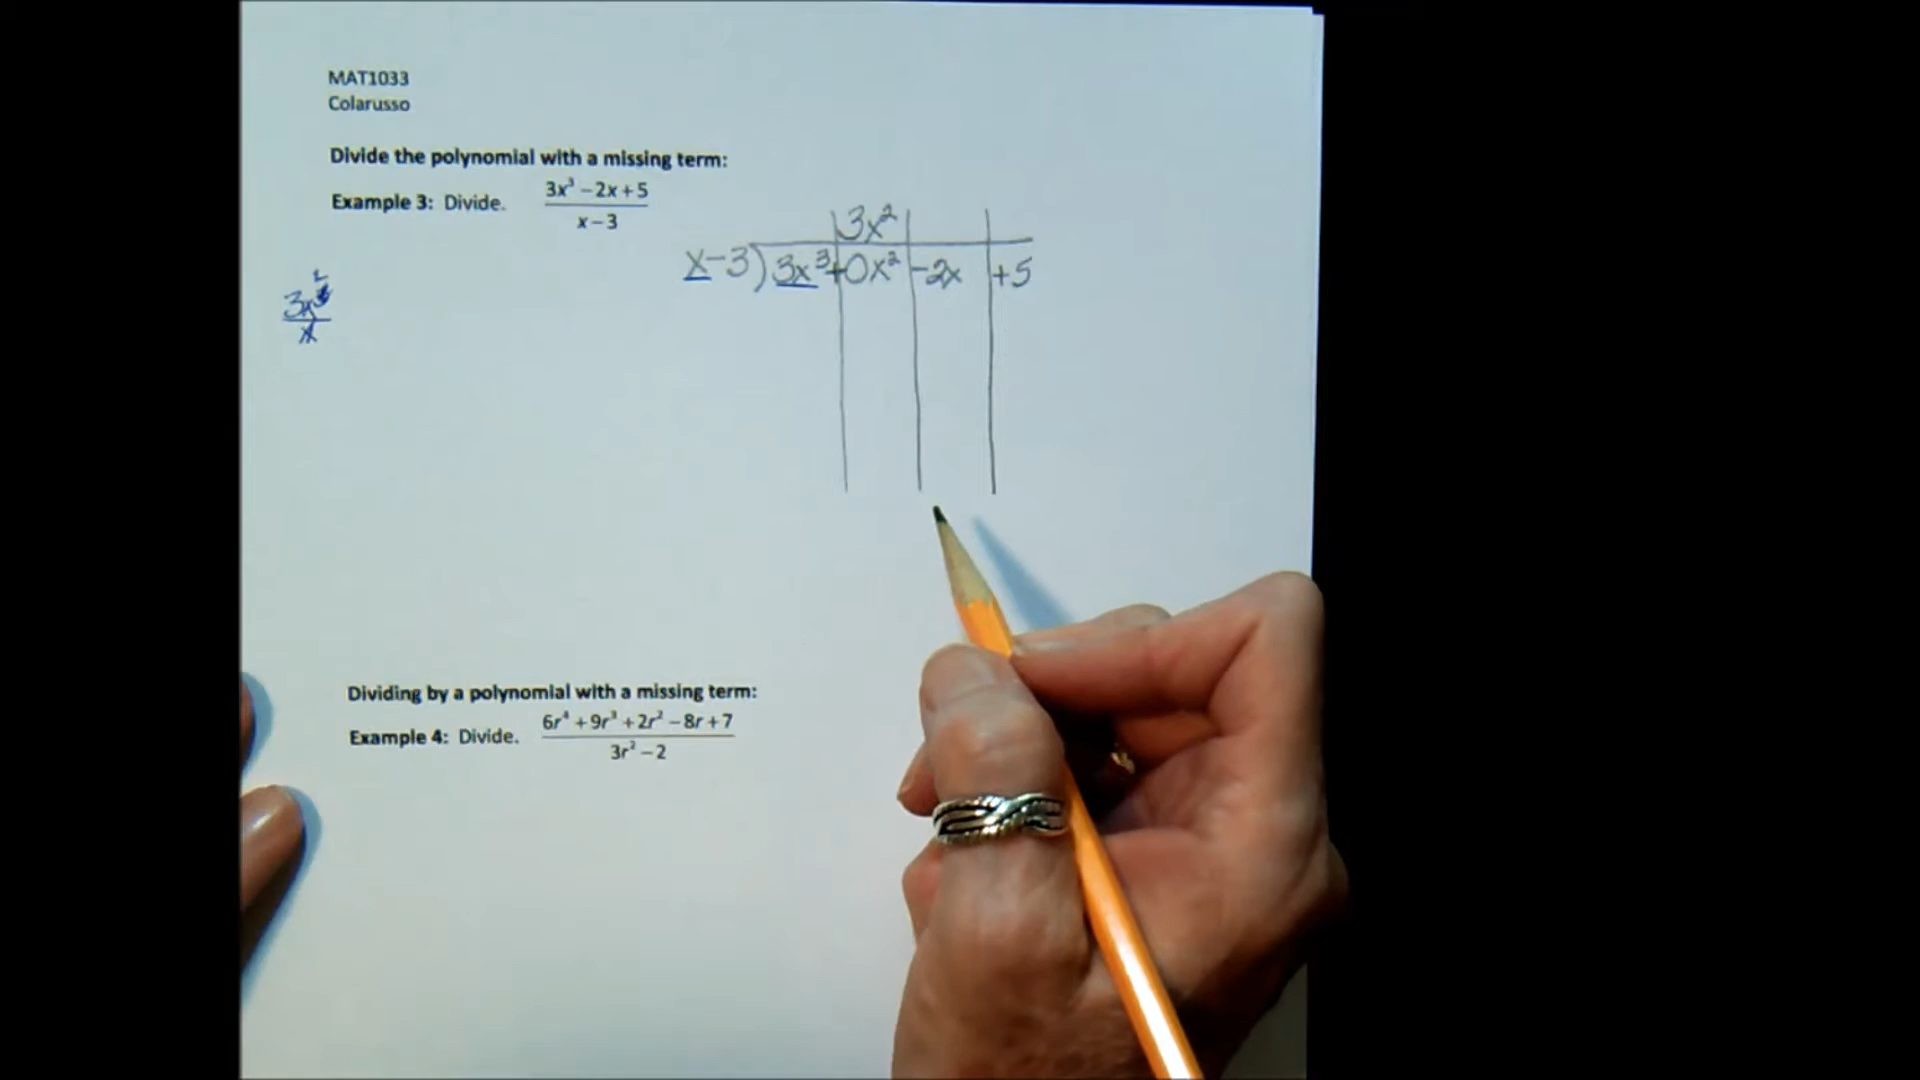 MAT1033
Colarusso
Divide the polynomial with a missing term:
Example 3: Divide. 3x³ − 2x + 5
x − 3
3x²
x-3) 3x³ +0x² -2x +5
2
3x³
x
Dividing by a polynomial with a missing term:
Example 4: Divide. 6r⁴ + 9r³ + 2r² − 8r + 7
3r² − 2